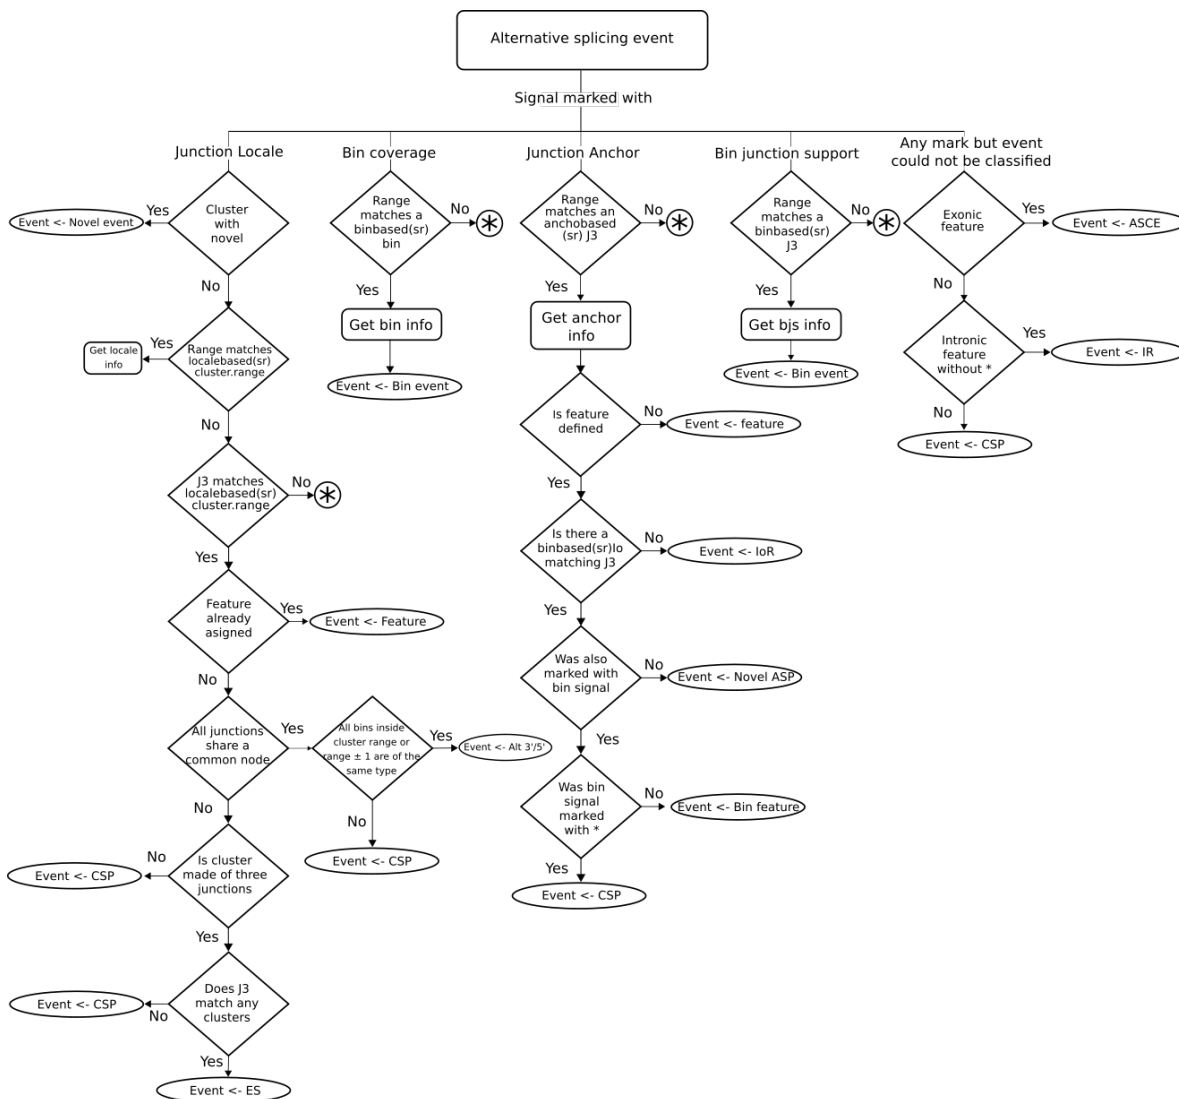 Alternative splicing event
Signal marked with
Junction Locale
Bin coverage
Junction Anchor
Bin junction support
Any mark but event
could not be classified
Cluster
with
novel
Yes
Event <- Novel event
No
Range matches
localebased(sr)
cluster.range
Yes
Get locale
info
No
J3 matches
localebased(sr)
cluster.range
No
*
Yes
Feature
already
asigned
Yes
Event <- Feature
No
All junctions
share a
common node
Yes
All bins inside
cluster range or
range ± 1 are of the
same type
Yes
Event <- Alt 3'/5'
No
Event <- CSP
No
Is cluster
made of three
junctions
No
Event <- CSP
Yes
Does J3
match any
clusters
No
Event <- CSP
Yes
Event <- ES
Range
matches a
binbased(sr)
bin
No
*
Yes
Get bin info
Event <- Bin event
Range
matches an
anchobased
(sr) J3
No
*
Yes
Get anchor
info
Is feature
defined
No
Event <- feature
Yes
Is there a
binbased(sr)Io
matching J3
No
Event <- IoR
Yes
Was also
marked with
bin signal
No
Event <- Novel ASP
Yes
Was bin
signal
marked
with *
No
Event <- Bin feature
Yes
Event <- CSP
Range
matches a
binbased(sr)
J3
No
*
Yes
Get bjs info
Event <- Bin event
Exonic
feature
Yes
Event <- ASCE
No
Intronic
feature
without *
Yes
Event <- IR
No
Event <- CSP